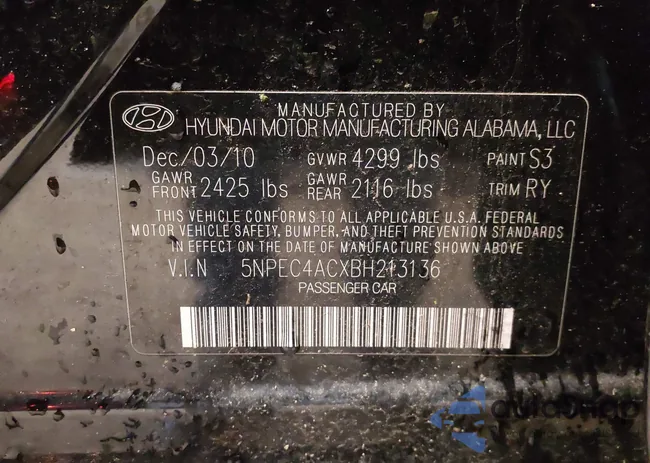 MANUFACTURED BY
HYUNDAI MOTOR MANUFACTURING ALABAMA, LLC
Dec/03/10 GVWR 4299 lbs PAINT S3
GAWR FRONT 2425 lbs GAWR REAR 2116 lbs TRIM RY
THIS VEHICLE CONFORMS TO ALL APPLICABLE U.S.A. FEDERAL
MOTOR VEHICLE SAFETY, BUMPER, AND THEFT PREVENTION STANDARDS
IN EFFECT ON THE DATE OF MANUFACTURE SHOWN ABOVE
V.I.N 5NPEC4ACXBH213136
PASSENGER CAR